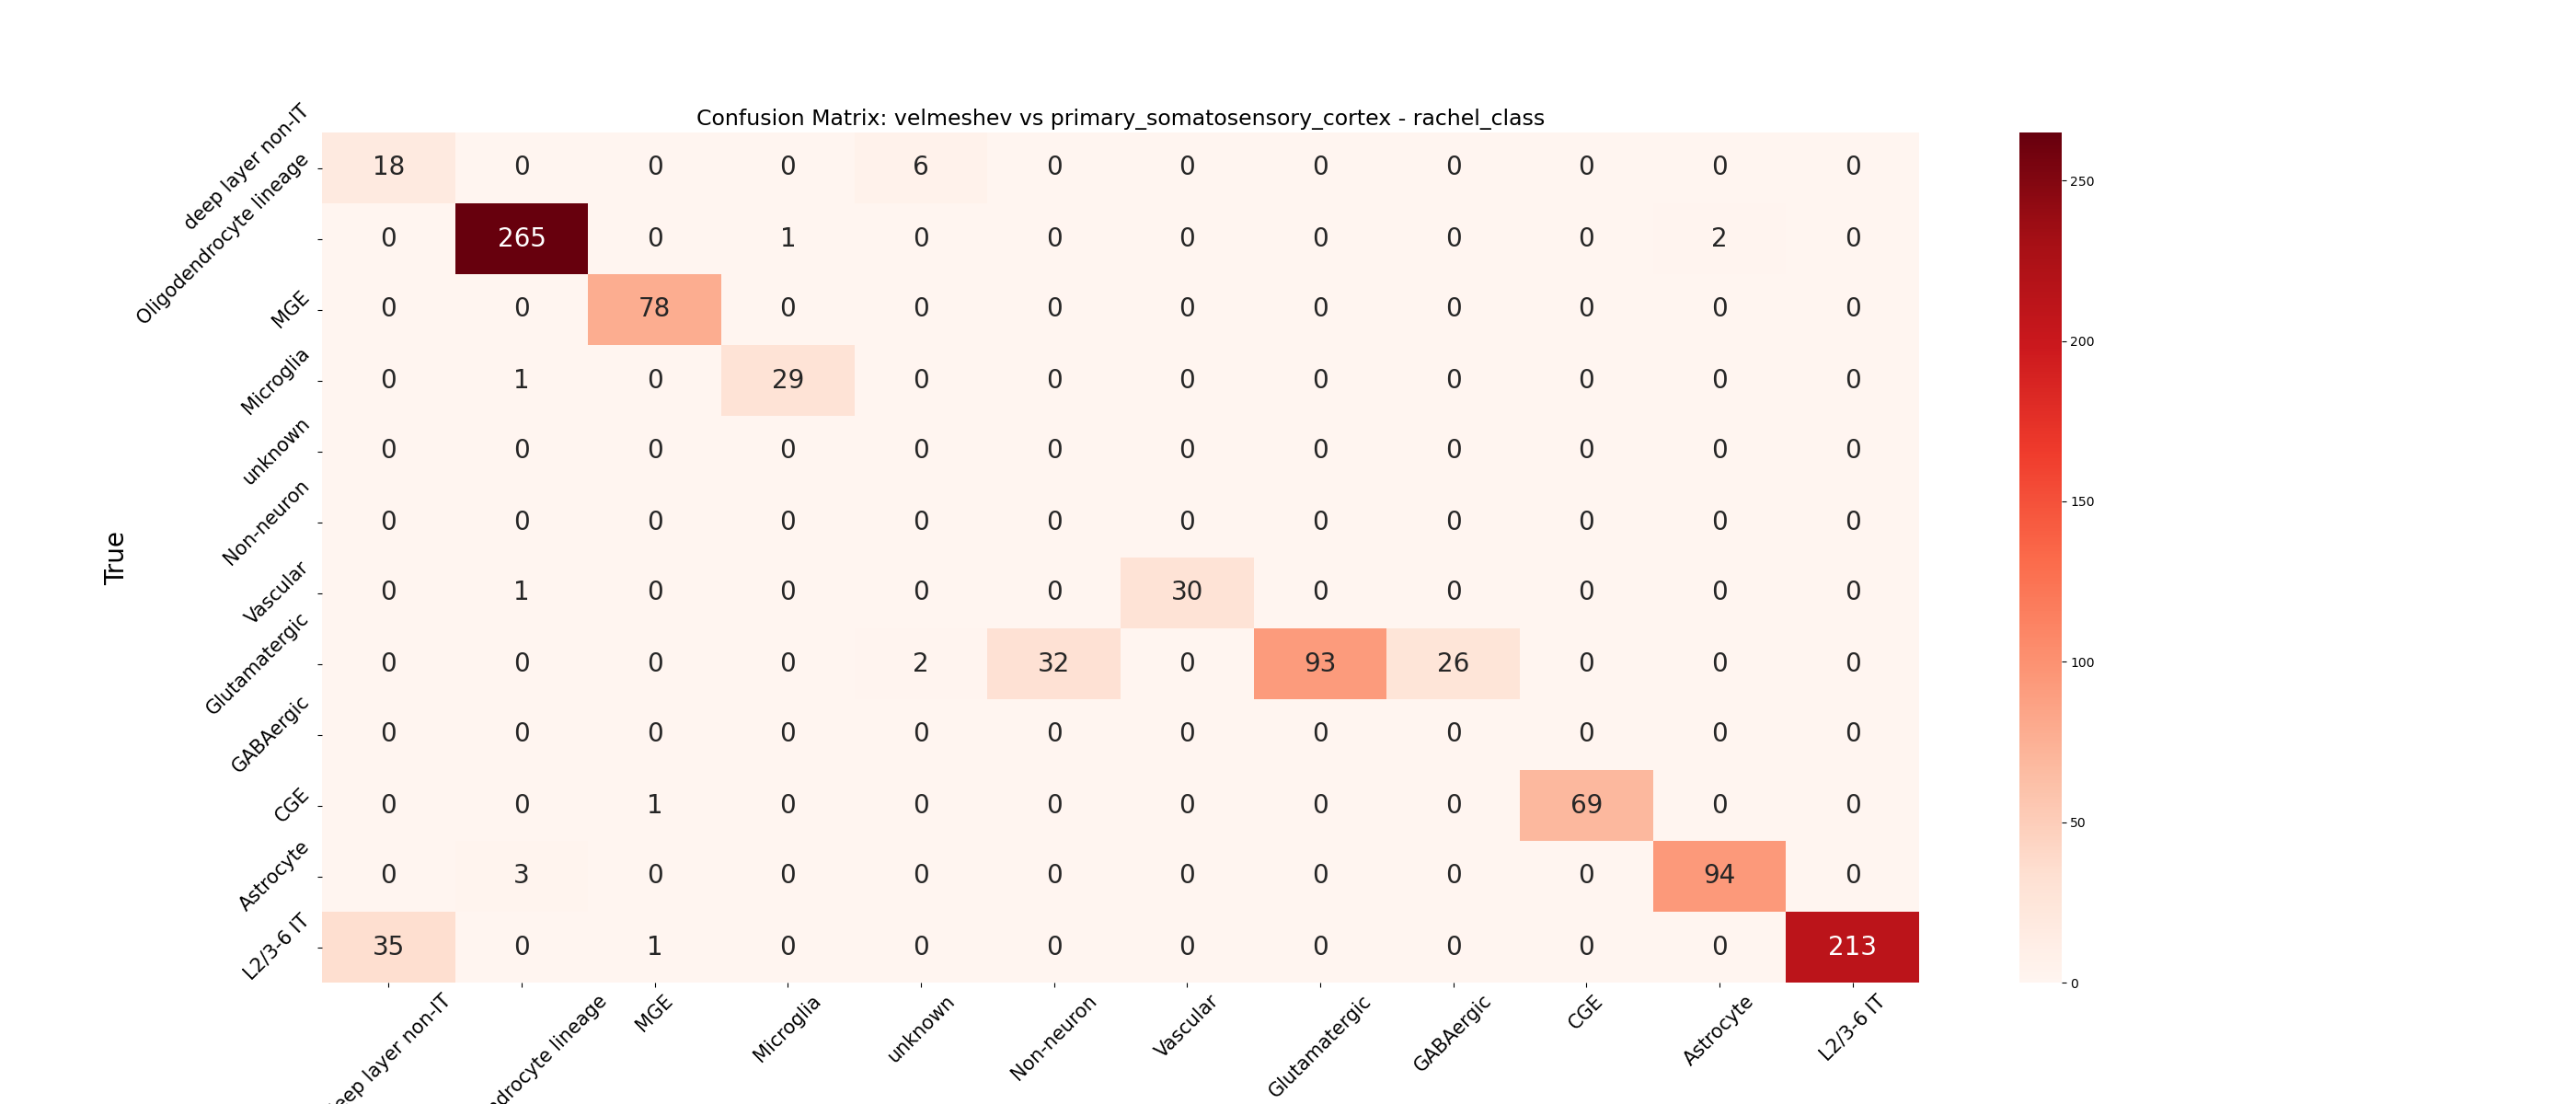 Confusion Matrix: velmeshev vs primary_somatosensory_cortex - rachel_class
True
deep layer non-IT 18 0 0 0 6 0 0 0 0 0 0 0
Oligodendrocyte lineage 0 265 0 1 0 0 0 0 0 0 2 0
MGE 0 0 78 0 0 0 0 0 0 0 0 0
Microglia 0 1 0 29 0 0 0 0 0 0 0 0
unknown 0 0 0 0 0 0 0 0 0 0 0 0
Non-neuron 0 0 0 0 0 0 0 0 0 0 0 0
Vascular 0 1 0 0 0 0 30 0 0 0 0 0
Glutamatergic 0 0 0 0 2 32 0 93 26 0 0 0
GABAergic 0 0 0 0 0 0 0 0 0 0 0 0
CGE 0 0 1 0 0 0 0 0 0 69 0 0
Astrocyte 0 3 0 0 0 0 0 0 0 0 94 0
L2/3-6 IT 35 0 1 0 0 0 0 0 0 0 0 213
layer non-IT lineage MGE Microglia unknown Non-neuron Vascular Glutamatergic GABAergic CGE Astrocyte L2/3-6 IT
250
200
150
100
50
0